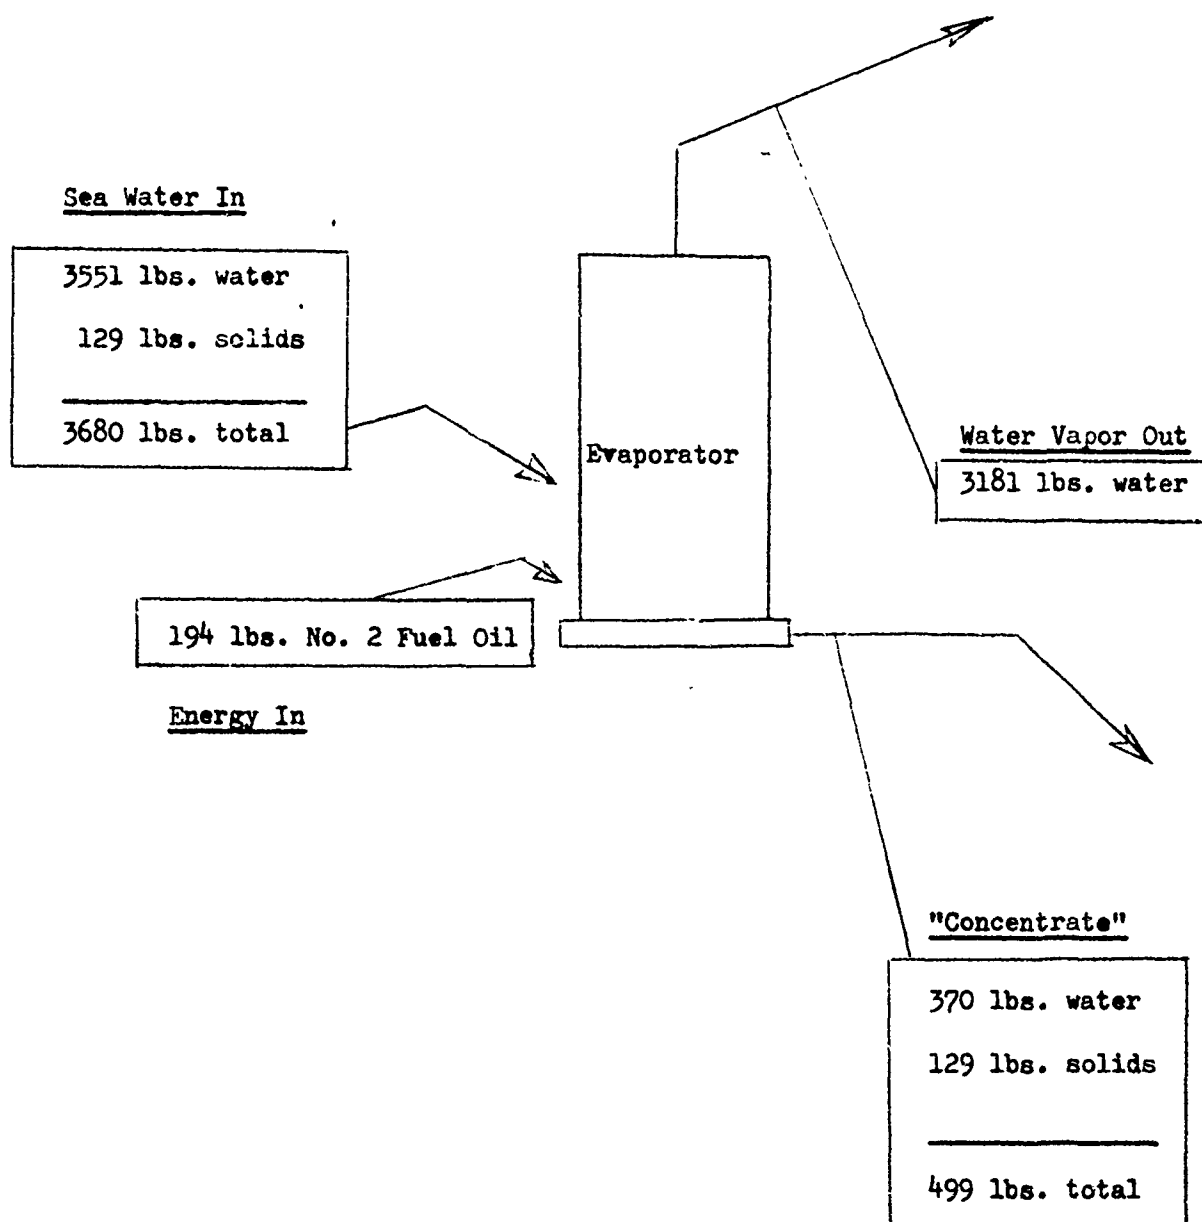 Sea Water In
3551 lbs. water
129 lbs. solids
3680 lbs. total
Evaporator
Water Vapor Out
3181 lbs. water
194 lbs. No. 2 Fuel Oil
Energy In
"Concentrate"
370 lbs. water
129 lbs. solids
499 lbs. total